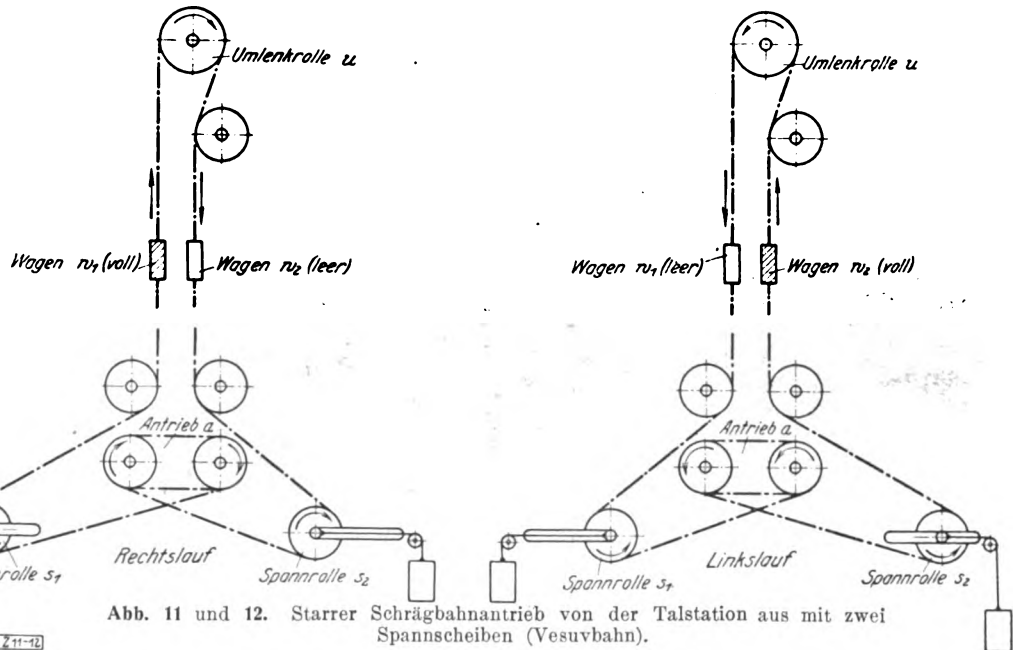 Umlenkrolle u
Umlenkrolle u
Wagen w₁ (voll)
Wagen w₂ (leer)
Wagen w₁ (leer)
Wagen w₂ (voll)
Antrieb a
Antrieb a
Rechtslauf
Linkslauf
rolle s₁
Spannrolle s₂
Spannrolle s₁
Spannrolle s₂
Abb. 11 und 12. Starrer Schrägbahnantrieb von der Talstation aus mit zwei
Spannscheiben (Vesuvbahn).
Z11-12